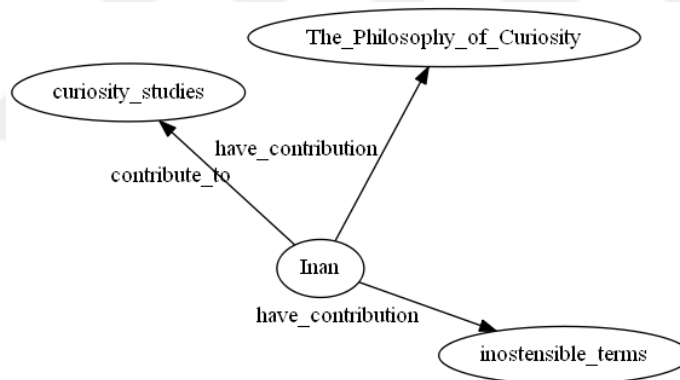 The_Philosophy_of_Curiosity
curiosity_studies
have_contribution
contribute_to
Inan
have_contribution
inostensible_terms